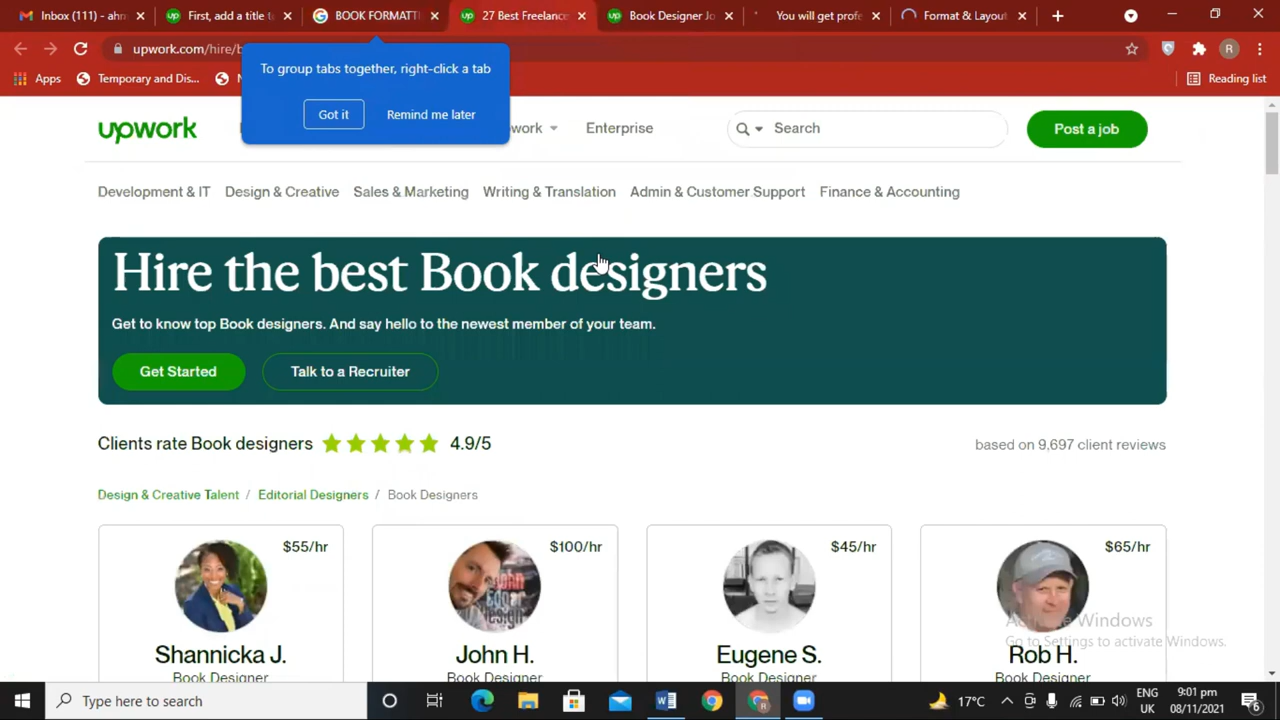 Inbox (111) - ahn
First, add a title t
BOOK FORMATTI
27 Best Freelance
Book Designer Jo
You will get profe
Format & Layou
upwork.com/hire/b
R
Apps
Temporary and Dis...
Reading list
To group tabs together, right-click a tab
Got it
Remind me later
upwork
work
Enterprise
Search
Post a job
Development & IT
Design & Creative
Sales & Marketing
Writing & Translation
Admin & Customer Support
Finance & Accounting
Hire the best Book designers
Get to know top Book designers. And say hello to the newest member of your team.
Get Started
Talk to a Recruiter
Clients rate Book designers
4.9/5
based on 9,697 client reviews
Design & Creative Talent / Editorial Designers / Book Designers
$55/hr
$100/hr
$45/hr
$65/hr
Shannicka J.
John H.
Eugene S.
Rob H.
Book Designer
Book Designer
Book Designer
Book Designer
Activate Windows
Go to Settings to activate Windows.
Type here to search
17°C
ENG
UK
9:01 pm
08/11/2021
6